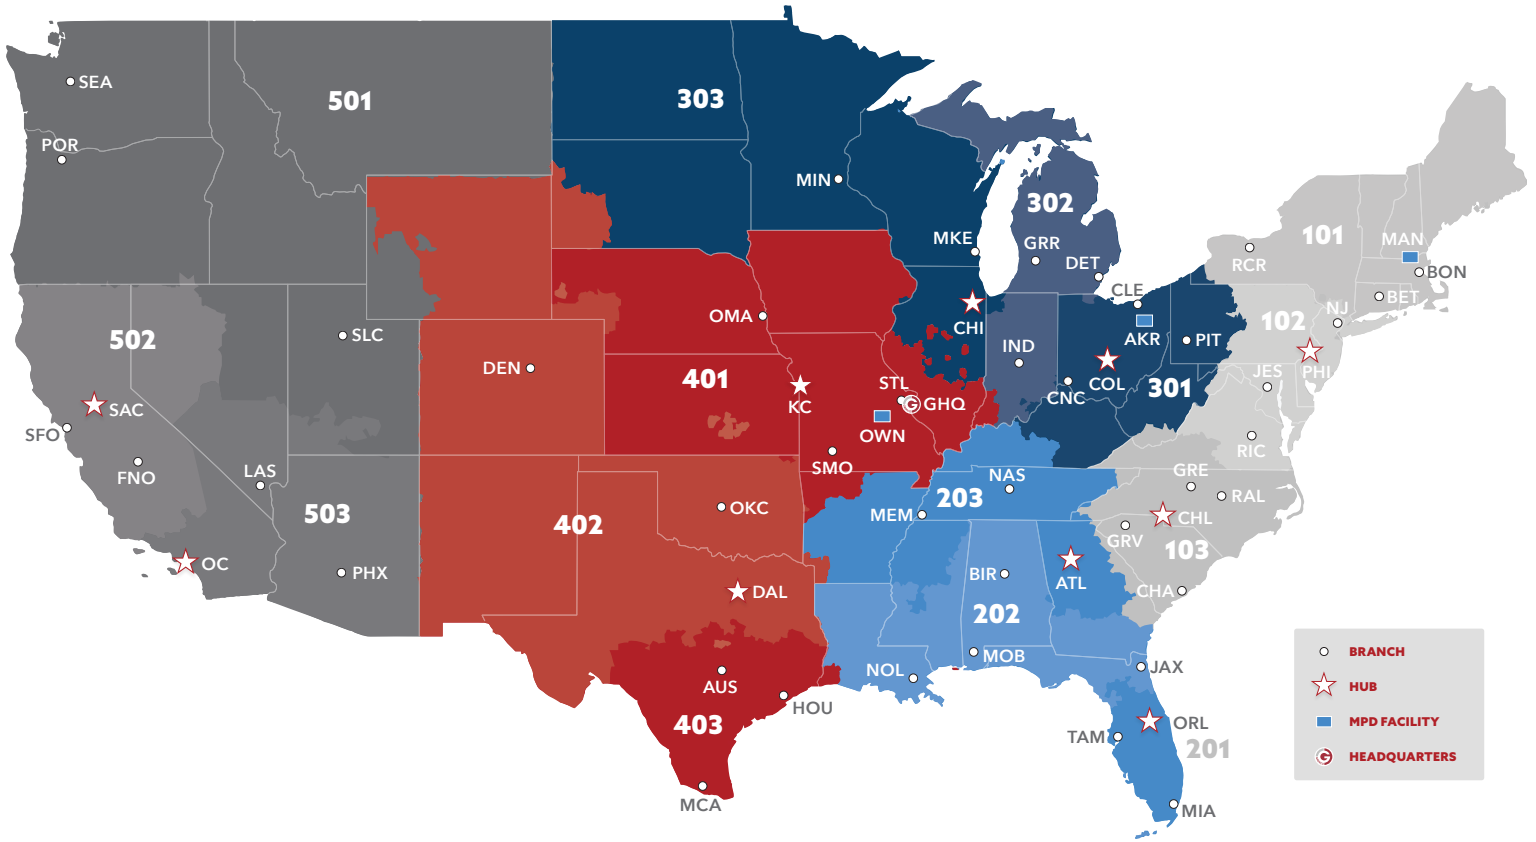 SEA
501
303
POR
MIN
302
MKE
GRR
DET
101
RCR
MAN
BON
BET
NJ
CLE
OMA
CHI
AKR
PIT
102
502
SLC
IND
COL
CNC
301
JES
PHI
DEN
401
KC
STL
GHQ
OWN
SAC
SFO
FNO
LAS
SMO
RIC
GRE
RAL
NAS
203
MEM
CHL
GRV
103
503
402
OKC
OC
PHX
DAL
BIR
ATL
CHA
202
NOL
MOB
JAX
AUS
HOU
403
MCA
TAM
ORL
201
MIA
BRANCH
HUB
MPD FACILITY
G HEADQUARTERS